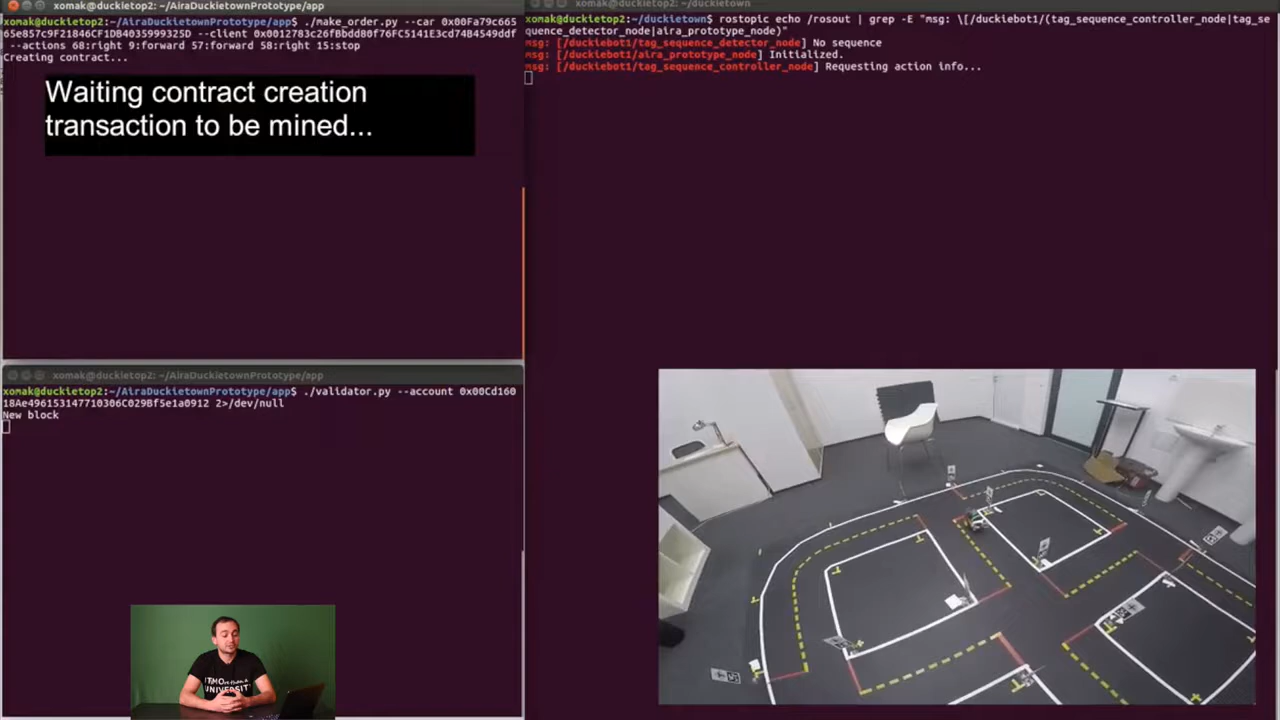 xomak@duckietop2: ~/AiraDuckietownPrototype/app
xomak@duckietop2:~/AiraDuckietownPrototype/app$ ./make_order.py --car 0x00Fa79c665
65e857c9F21846CF1DB4035999325D --client 0x0012783c26fBbdd80f76FC5141E3cd74B4549ddf
--actions 68:right 9:forward 57:forward 58:right 15:stop
Creating contract...
Waiting contract creation
transaction to be mined...
xomak@duckietop2: ~/duckietown
xomak@duckietop2:~/duckietown$ rostopic echo /rosout | grep -E "msg: \[/duckiebot1/(tag_sequence_controller_node|tag_se
quence_detector_node|aira_prototype_node)"
msg: [/duckiebot1/tag_sequence_detector_node] No sequence
msg: [/duckiebot1/aira_prototype_node] Initialized.
msg: [/duckiebot1/tag_sequence_controller_node] Requesting action info...
xomak@duckietop2: ~/AiraDuckietownPrototype/app
xomak@duckietop2:~/AiraDuckietownPrototype/app$ ./validator.py --account 0x00Cd160
18Ae496153147710306C029Bf5e1a0912 2>/dev/null
New block
ITMO
UNIVERSITY